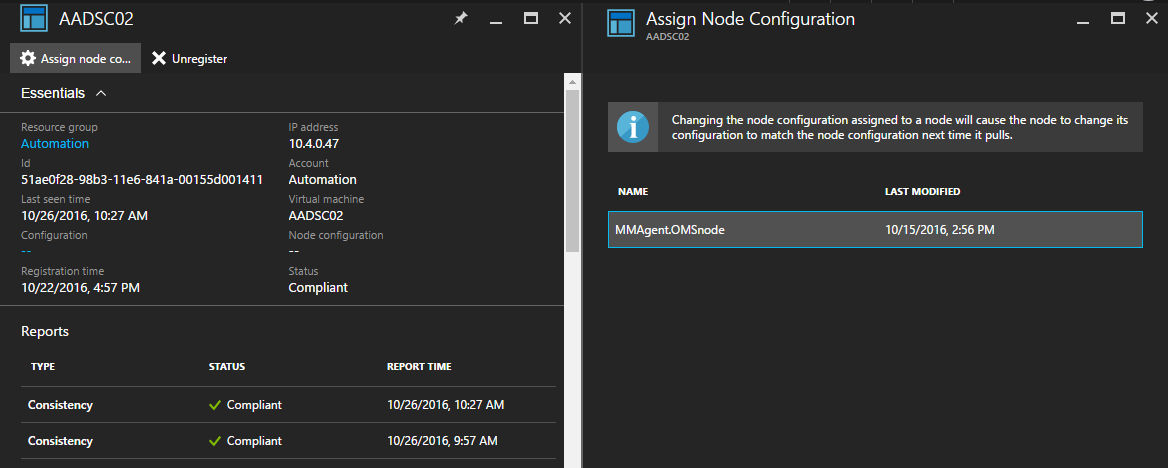 AADSC02
Assign node co...
Unregister
Essentials
Resource group
Automation
IP address
10.4.0.47
Id
51ae0f28-98b3-11e6-841a-00155d001411
Account
Automation
Last seen time
10/26/2016, 10:27 AM
Virtual machine
AADSC02
Configuration
--
Node configuration
--
Registration time
10/22/2016, 4:57 PM
Status
Compliant
Reports
TYPE STATUS REPORT TIME
Consistency Compliant 10/26/2016, 10:27 AM
Consistency Compliant 10/26/2016, 9:57 AM
Assign Node Configuration
AADSC02
Changing the node configuration assigned to a node will cause the node to change its
configuration to match the node configuration next time it pulls.
NAME LAST MODIFIED
MMAgent.OMSnode 10/15/2016, 2:56 PM